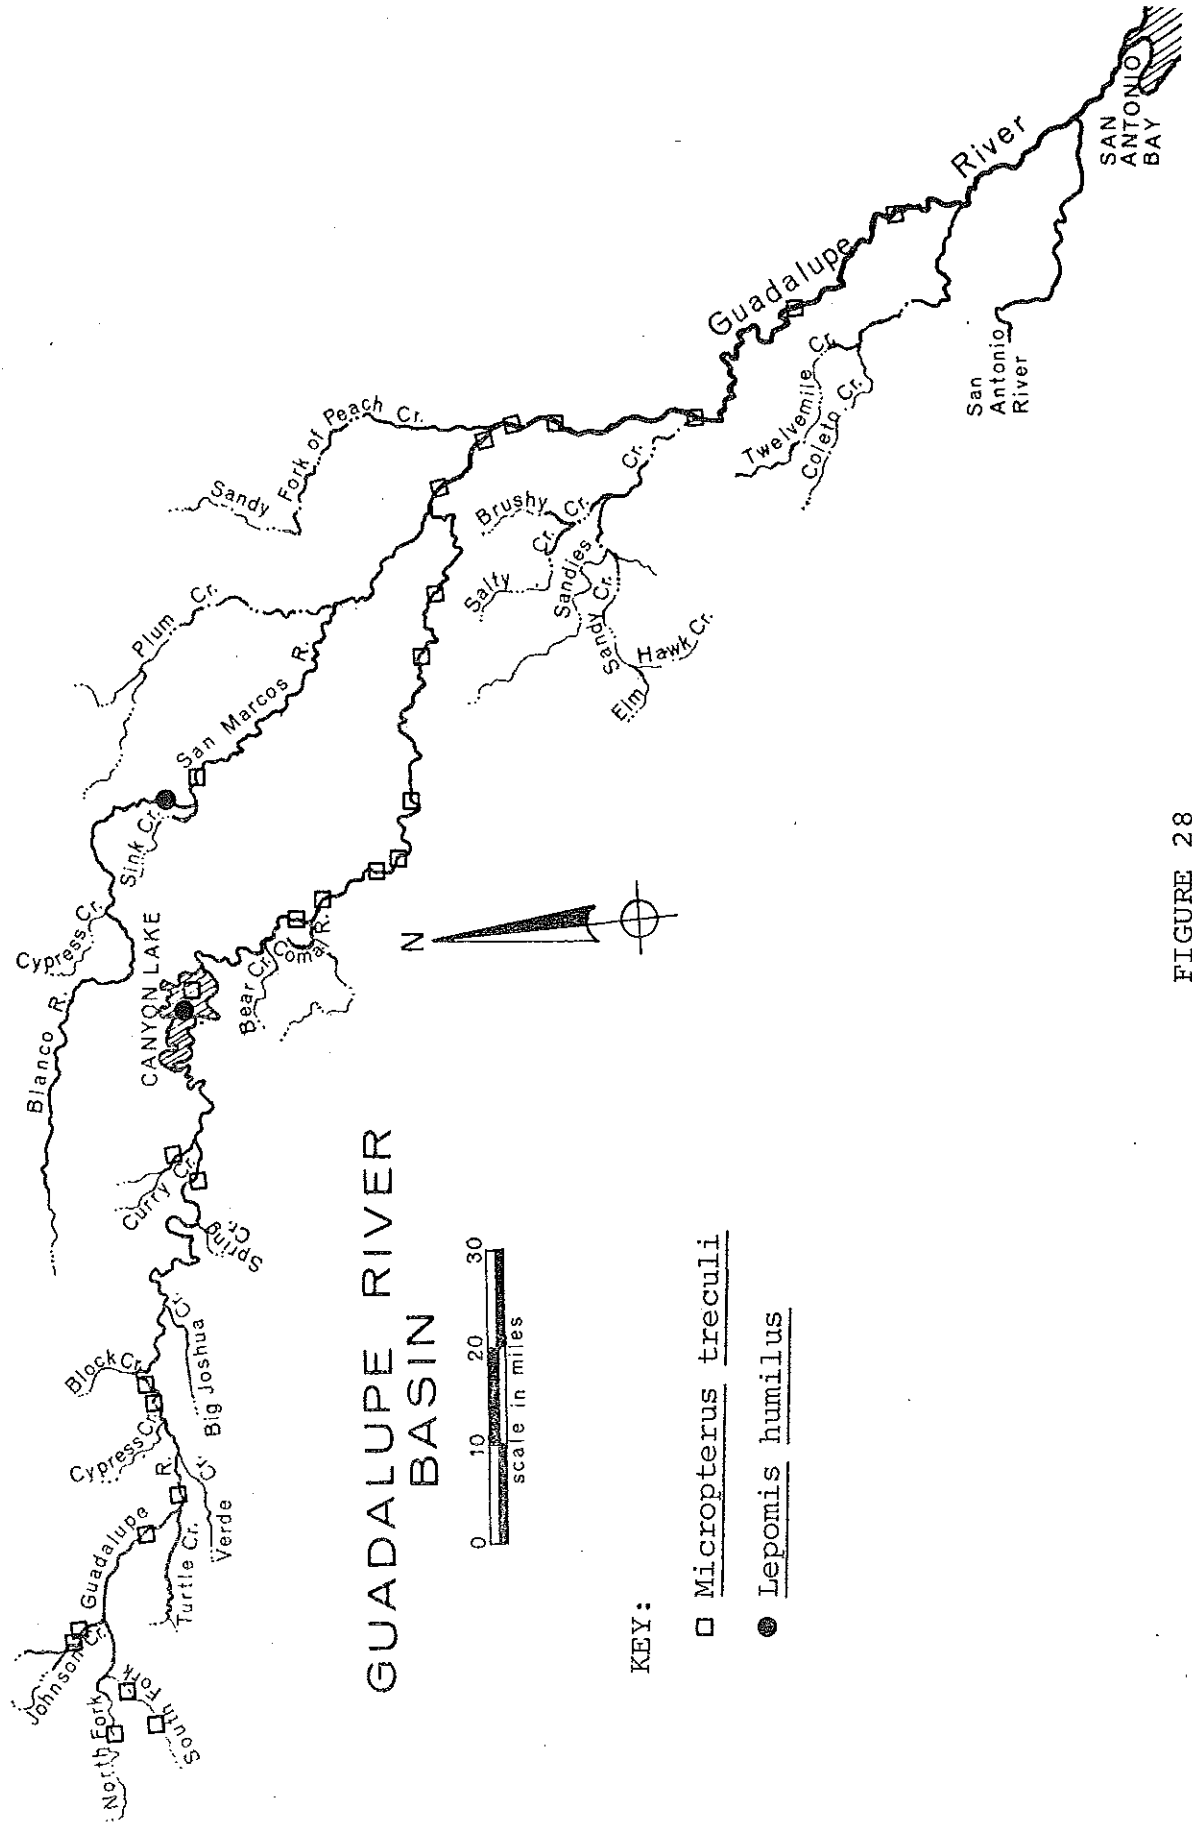 GUADALUPE RIVER
BASIN
0 10 20 30
scale in miles
KEY:
Micropterus treculi
Lepomis humilus
N
North Fork
South Fork
Johnson Cr.
Guadalupe R.
Turtle Cr.
Verde Cr.
Cypress Cr.
Block Cr.
Big Joshua Cr.
Spring Cr.
Curry Cr.
CANYON LAKE
Blanco R.
Cypress Cr.
Sink Cr.
Bear Cr.
Comal R.
San Marcos R.
Plum Cr.
Sandy Fork of Peach Cr.
Elm
Hawk Cr.
Sandy Cr.
Sandies Cr.
Salty Cr.
Brushy Cr.
Guadalupe River
Twelvemile Cr.
Coleto Cr.
San
Antonio
River
SAN
ANTONIO
BAY
FIGURE 28